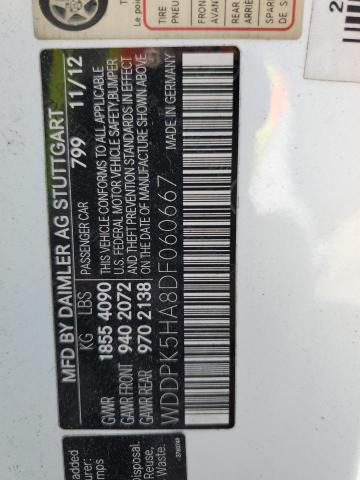 TIRE
PNEU
FRONT
AVANT
REAR
ARRIÈRE
SPARE
DE S
MFD BY DAIMLER AG STUTTGART
KG LBS PASSENGER CAR 799 11/12
GVWR 1855 4090 THIS VEHICLE CONFORMS TO ALL APPLICABLE
GAWR FRONT 940 2072 U.S. FEDERAL MOTOR VEHICLE SAFETY, BUMPER
AND THEFT PREVENTION STANDARDS IN EFFECT
GAWR REAR 970 2138 ON THE DATE OF MANUFACTURE SHOWN ABOVE
WDDPK5HA8DF060667 MADE IN GERMANY
added
urer:
mps
Disposal.
Reuse,
Waste.